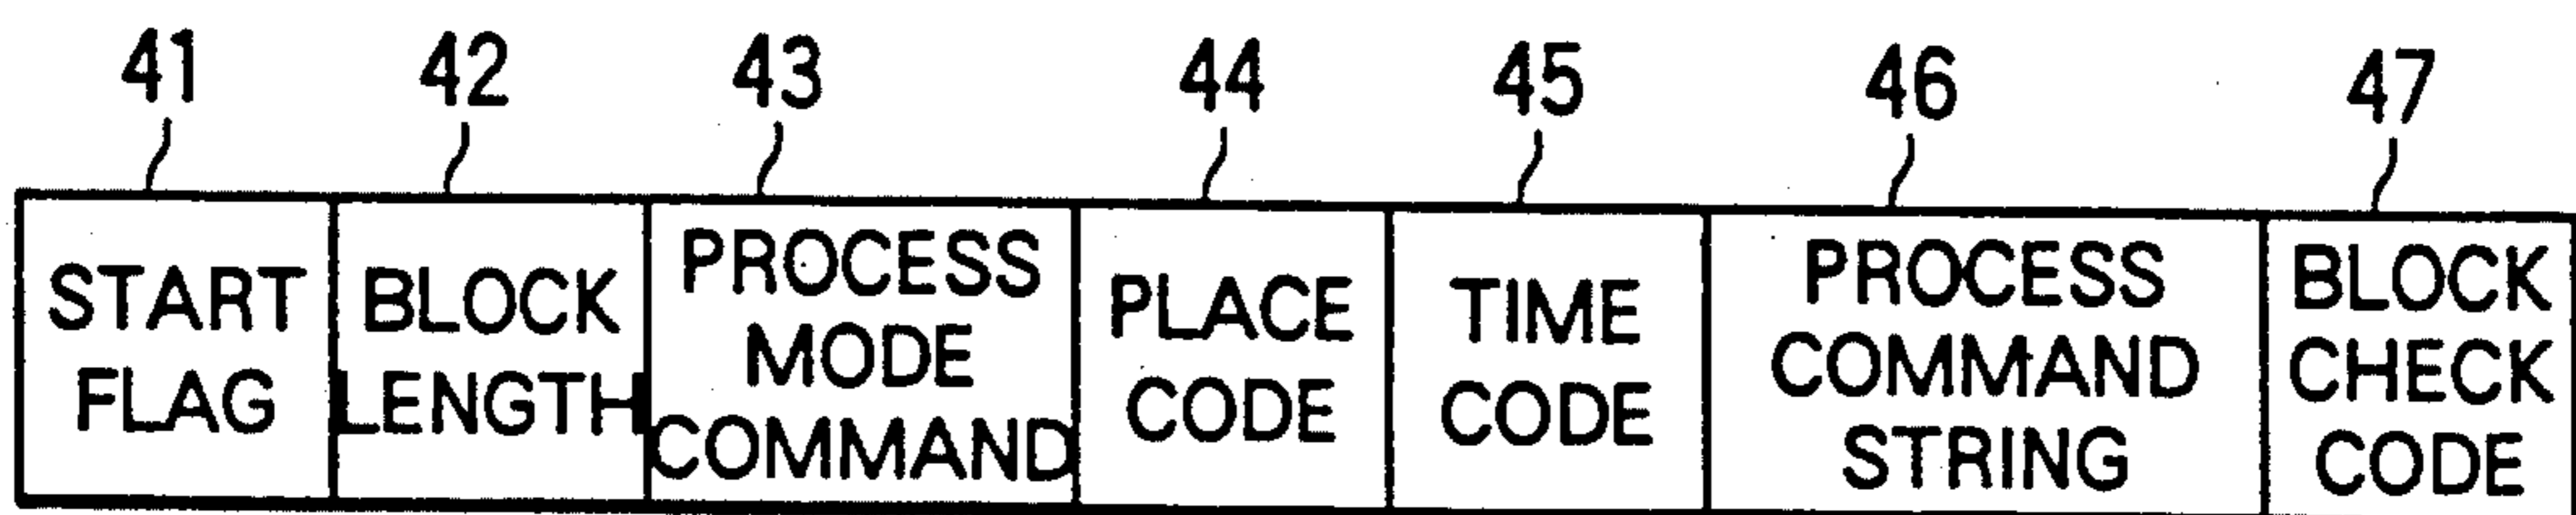 41 42 43 44 45 46 47
START FLAG
BLOCK LENGTH
PROCESS MODE COMMAND
PLACE CODE
TIME CODE
PROCESS COMMAND STRING
BLOCK CHECK CODE